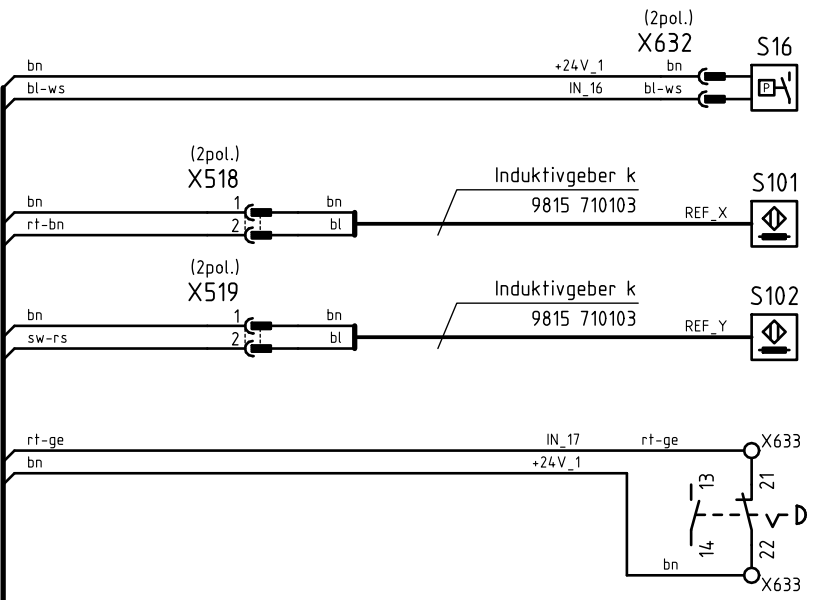 (2pol.)
X632
S16
bn
+24V_1
bn
bl-ws
IN_16
bl-ws
P
(2pol.)
X518
Induktivgeber k
S101
bn
1
bn
9815 710103
REF_X
rt-bn
2
bl
(2pol.)
X519
Induktivgeber k
S102
bn
1
bn
9815 710103
REF_Y
sw-rs
2
bl
rt-ge
IN_17
rt-ge
X633
bn
+24V_1
13
21
D
14
22
bn
X633